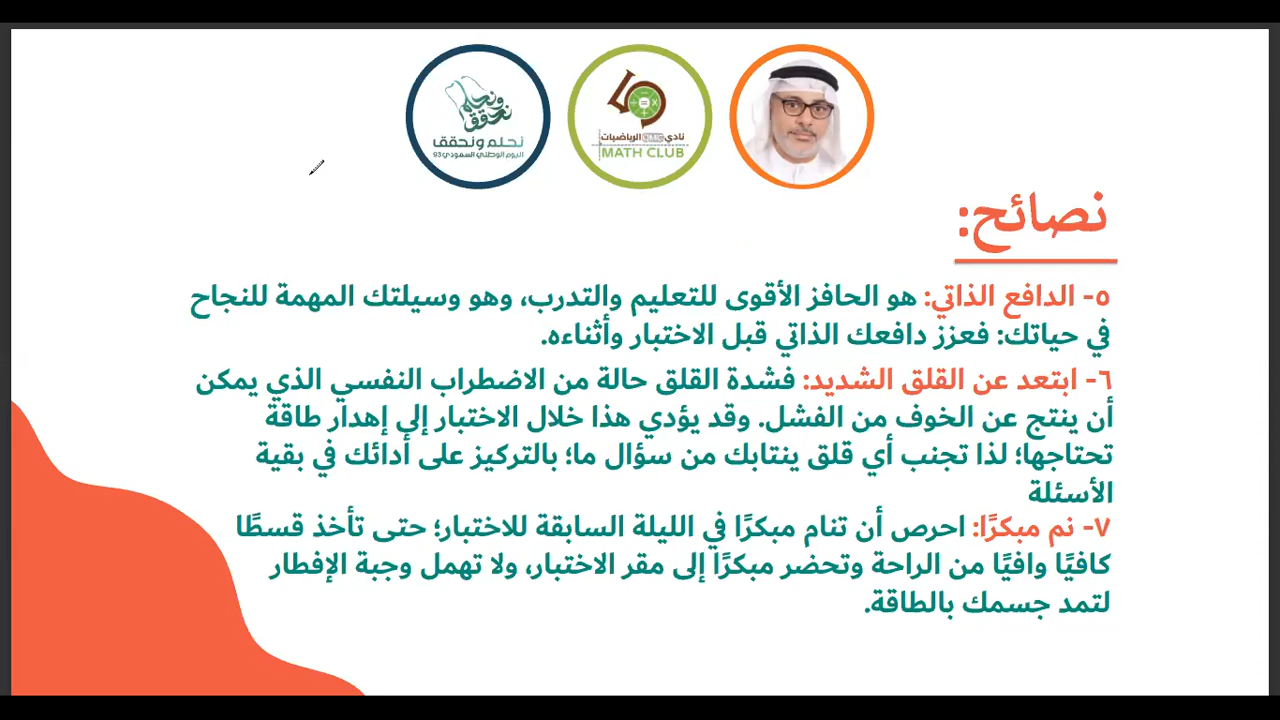 نحلم ونحقق
نحلم ونحقق
اليوم الوطني السعودي 93
نادي GMC الرياضيات
MATH CLUB
نصائح:
٥- الدافع الذاتي: هو الحافز الأقوى للتعليم والتدرب، وهو وسيلتك المهمة للنجاح
في حياتك: فعزز دافعك الذاتي قبل الاختبار وأثناءه.
٦- ابتعد عن القلق الشديد: فشدة القلق حالة من الاضطراب النفسي الذي يمكن
أن ينتج عن الخوف من الفشل. وقد يؤدي هذا خلال الاختبار إلى إهدار طاقة
تحتاجها؛ لذا تجنب أي قلق ينتابك من سؤال ما؛ بالتركيز على أدائك في بقية
الأسئلة
٧- نم مبكرًا: احرص أن تنام مبكرًا في الليلة السابقة للاختبار؛ حتى تأخذ قسطًا
كافيًا وافيًا من الراحة وتحضر مبكرًا إلى مقر الاختبار، ولا تهمل وجبة الإفطار
لتمد جسمك بالطاقة.